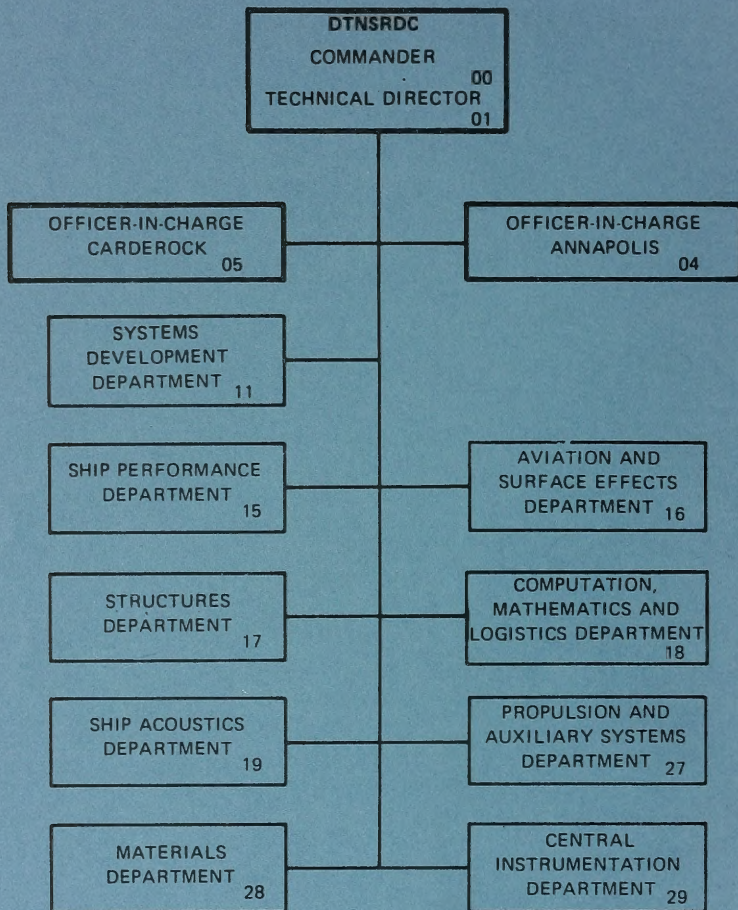 DTNSRDC
COMMANDER
00
TECHNICAL DIRECTOR
01
OFFICER-IN-CHARGE
CARDEROCK
05
OFFICER-IN-CHARGE
ANNAPOLIS
04
SYSTEMS
DEVELOPMENT
DEPARTMENT 11
SHIP PERFORMANCE
DEPARTMENT
15
AVIATION AND
SURFACE EFFECTS
DEPARTMENT 16
STRUCTURES
DEPARTMENT
17
COMPUTATION,
MATHEMATICS AND
LOGISTICS DEPARTMENT
18
SHIP ACOUSTICS
DEPARTMENT
19
PROPULSION AND
AUXILIARY SYSTEMS
DEPARTMENT 27
MATERIALS
DEPARTMENT
28
CENTRAL
INSTRUMENTATION
DEPARTMENT 29